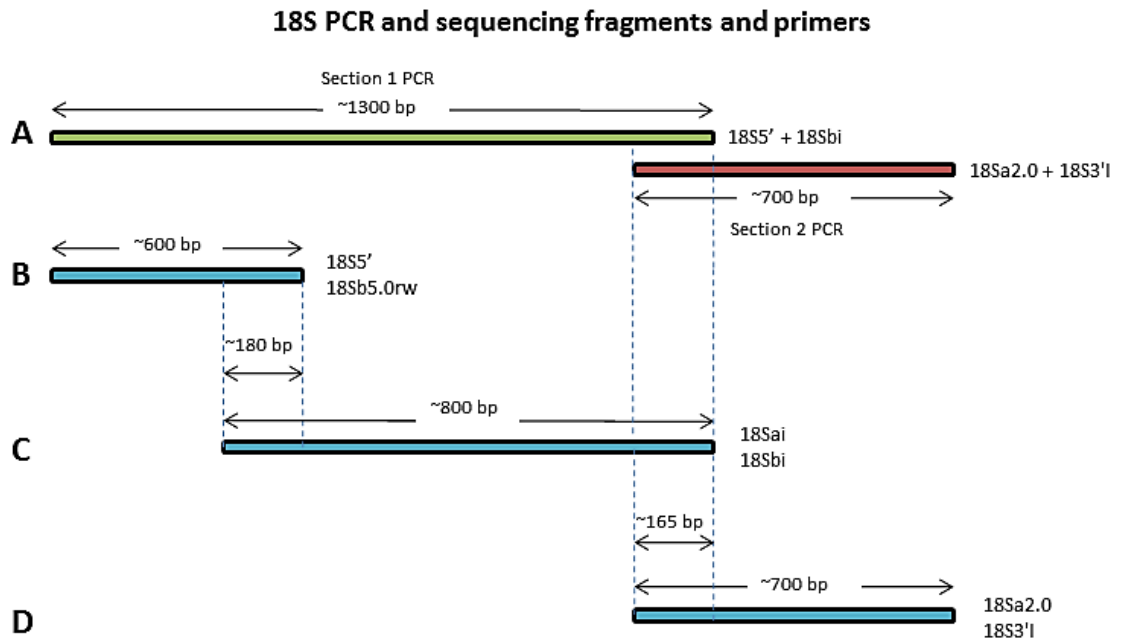 18S PCR and sequencing fragments and primers
Section 1 PCR
~1300 bp
A
18S5’ + 18Sbi
18Sa2.0 + 18S3'I
~700 bp
Section 2 PCR
~600 bp
B
18S5’
18Sb5.0rw
~180 bp
~800 bp
C
18Sai
18Sbi
~165 bp
~700 bp
D
18Sa2.0
18S3'I